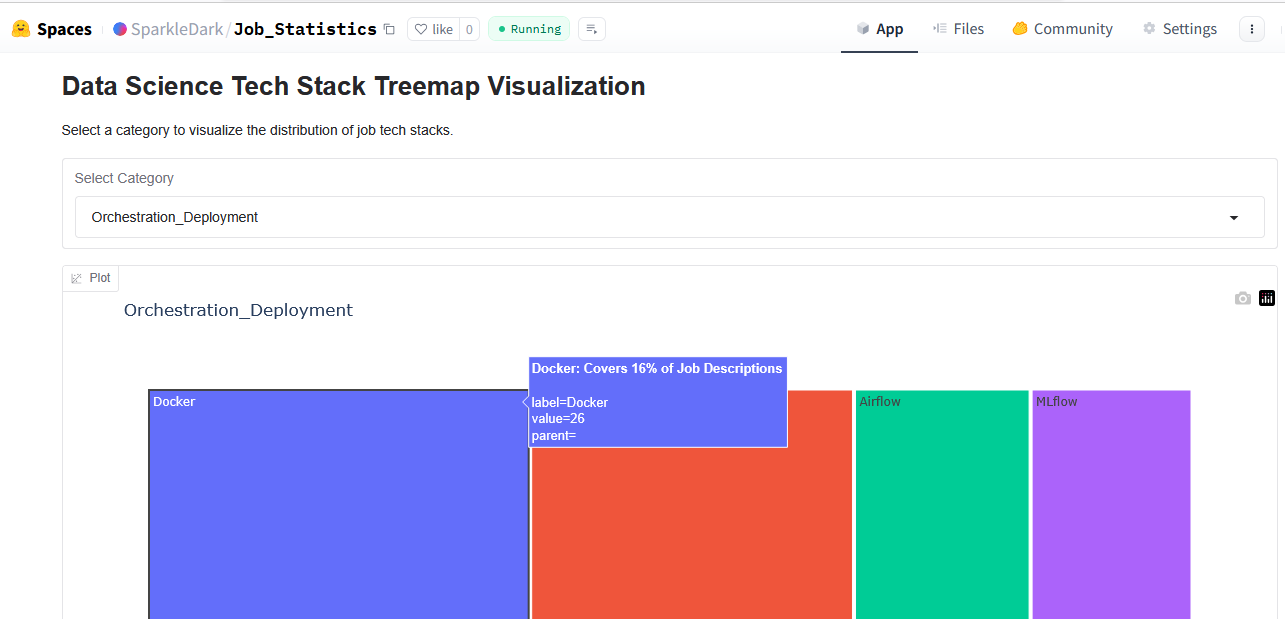 Spaces SparkleDark/Job_Statistics like 0 Running App Files Community Settings
Data Science Tech Stack Treemap Visualization
Select a category to visualize the distribution of job tech stacks.
Select Category
Orchestration_Deployment
Plot
Orchestration_Deployment
Docker: Covers 16% of Job Descriptions
label=Docker
value=26
parent=
Docker
Airflow
MLflow